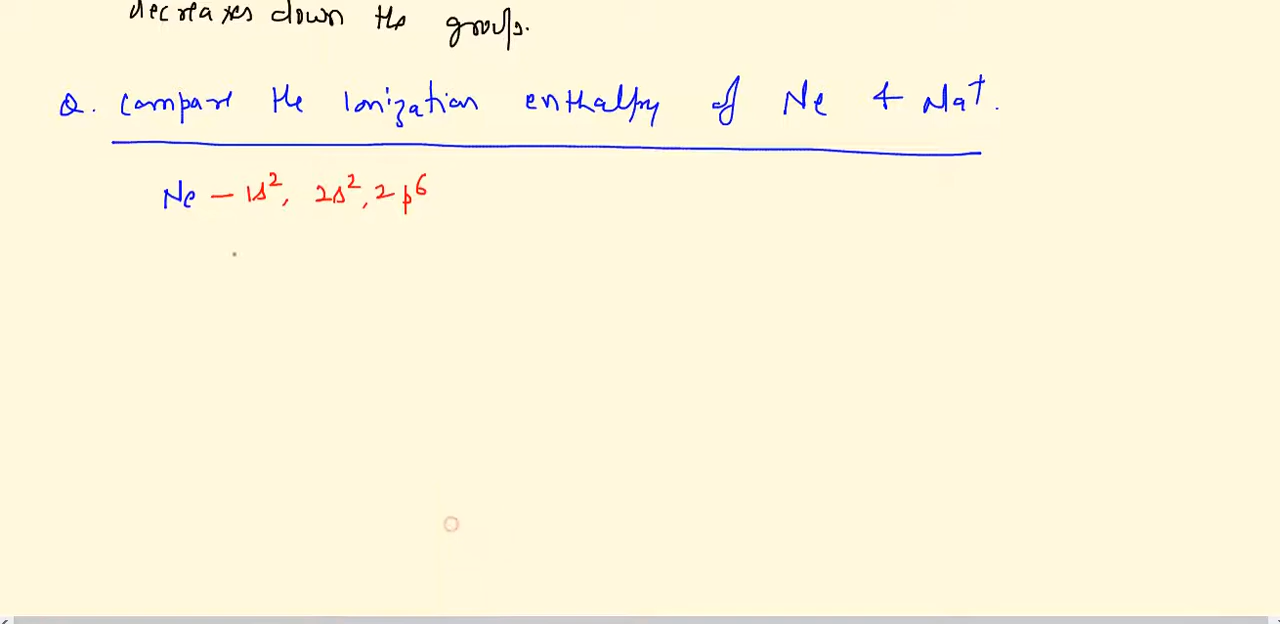 decreases down the group.
Q. Compare the Ionization enthalpy of Ne & Na⁺.
Ne – 1s², 2s², 2p⁶